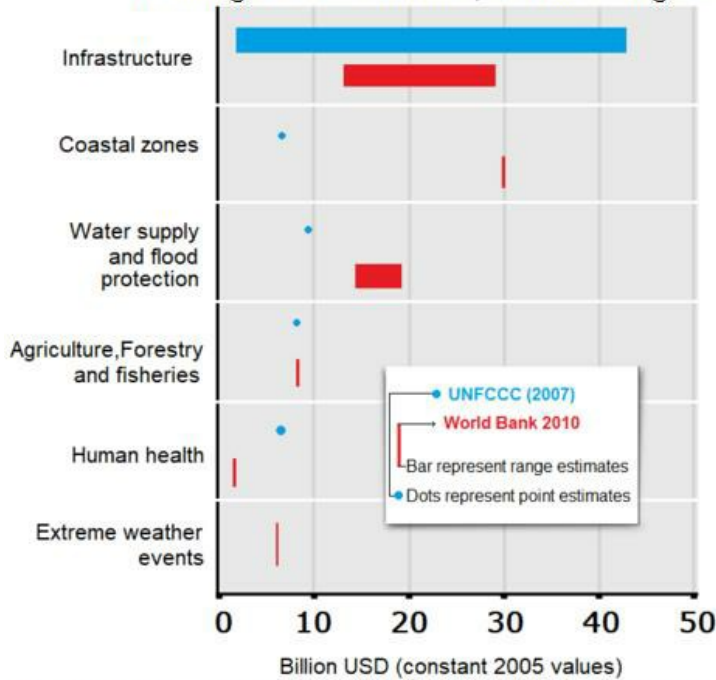 Infrastructure
Coastal zones
Water supply
and flood
protection
Agriculture,Forestry
and fisheries
UNFCCC (2007)
World Bank 2010
Bar represent range estimates
Dots represent point estimates
Human health
Extreme weather
events
0 10 20 30 40 50
Billion USD (constant 2005 values)